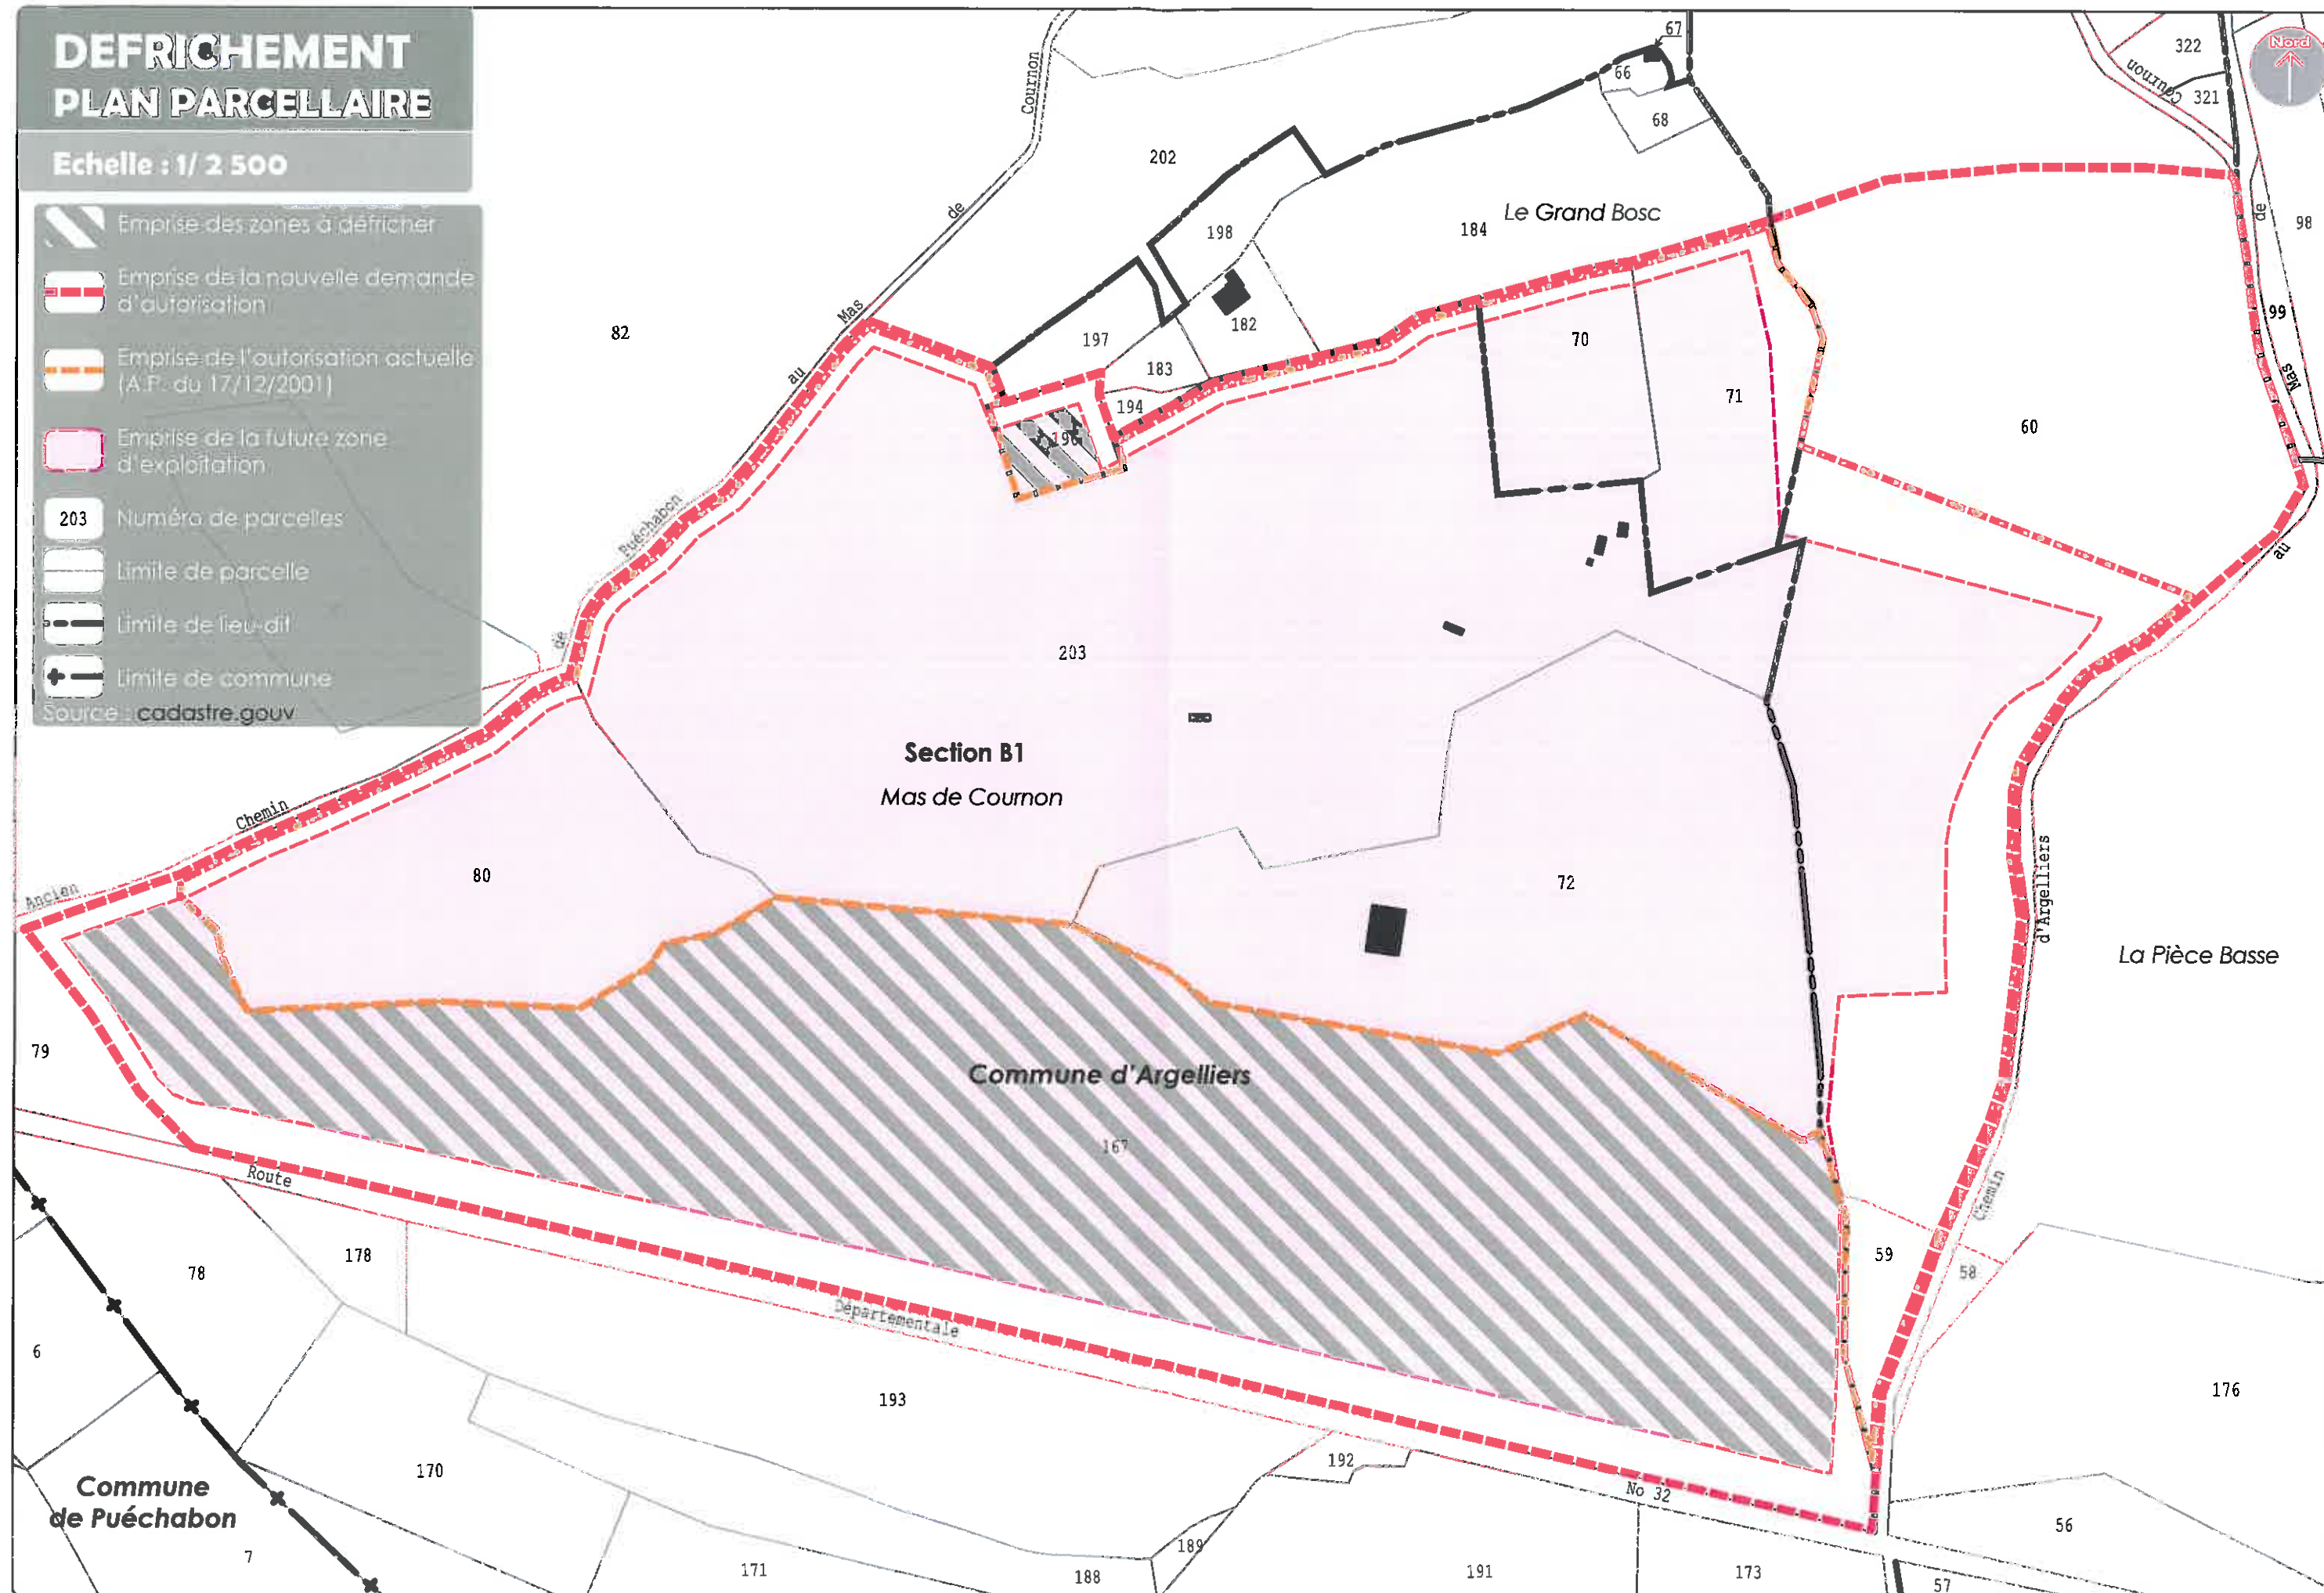 DEFRICHEMENT
PLAN PARCELLAIRE
Echelle : 1/ 2 500
Emprise des zones à défricher
Emprise de la nouvelle demande
d'autorisation
Emprise de l'autorisation actuelle
(A.P. du 17/12/2001)
Emprise de la future zone
d'exploitation
203 Numéro de parcelles
Limite de parcelle
Limite de lieu-dit
Limite de commune
Source : cadastre.gouv
Nord
67
66
68
322
321
Cournon
Cournon
202
de
de
198
184
Le Grand Bosc
98
99
Mas
Mas
82
197
182
183
70
194
71
196
60
au
au
Puéchabon
de
203
Section B1
Mas de Cournon
Chemin
80
72
Ancien
d'Argelliers
La Pièce Basse
79
Commune d'Argelliers
167
Route
Chemin
78
178
59
58
Départementale
6
193
176
192
170
No 32
Commune
de Puéchabon
7
171
189
188
191
173
56
57